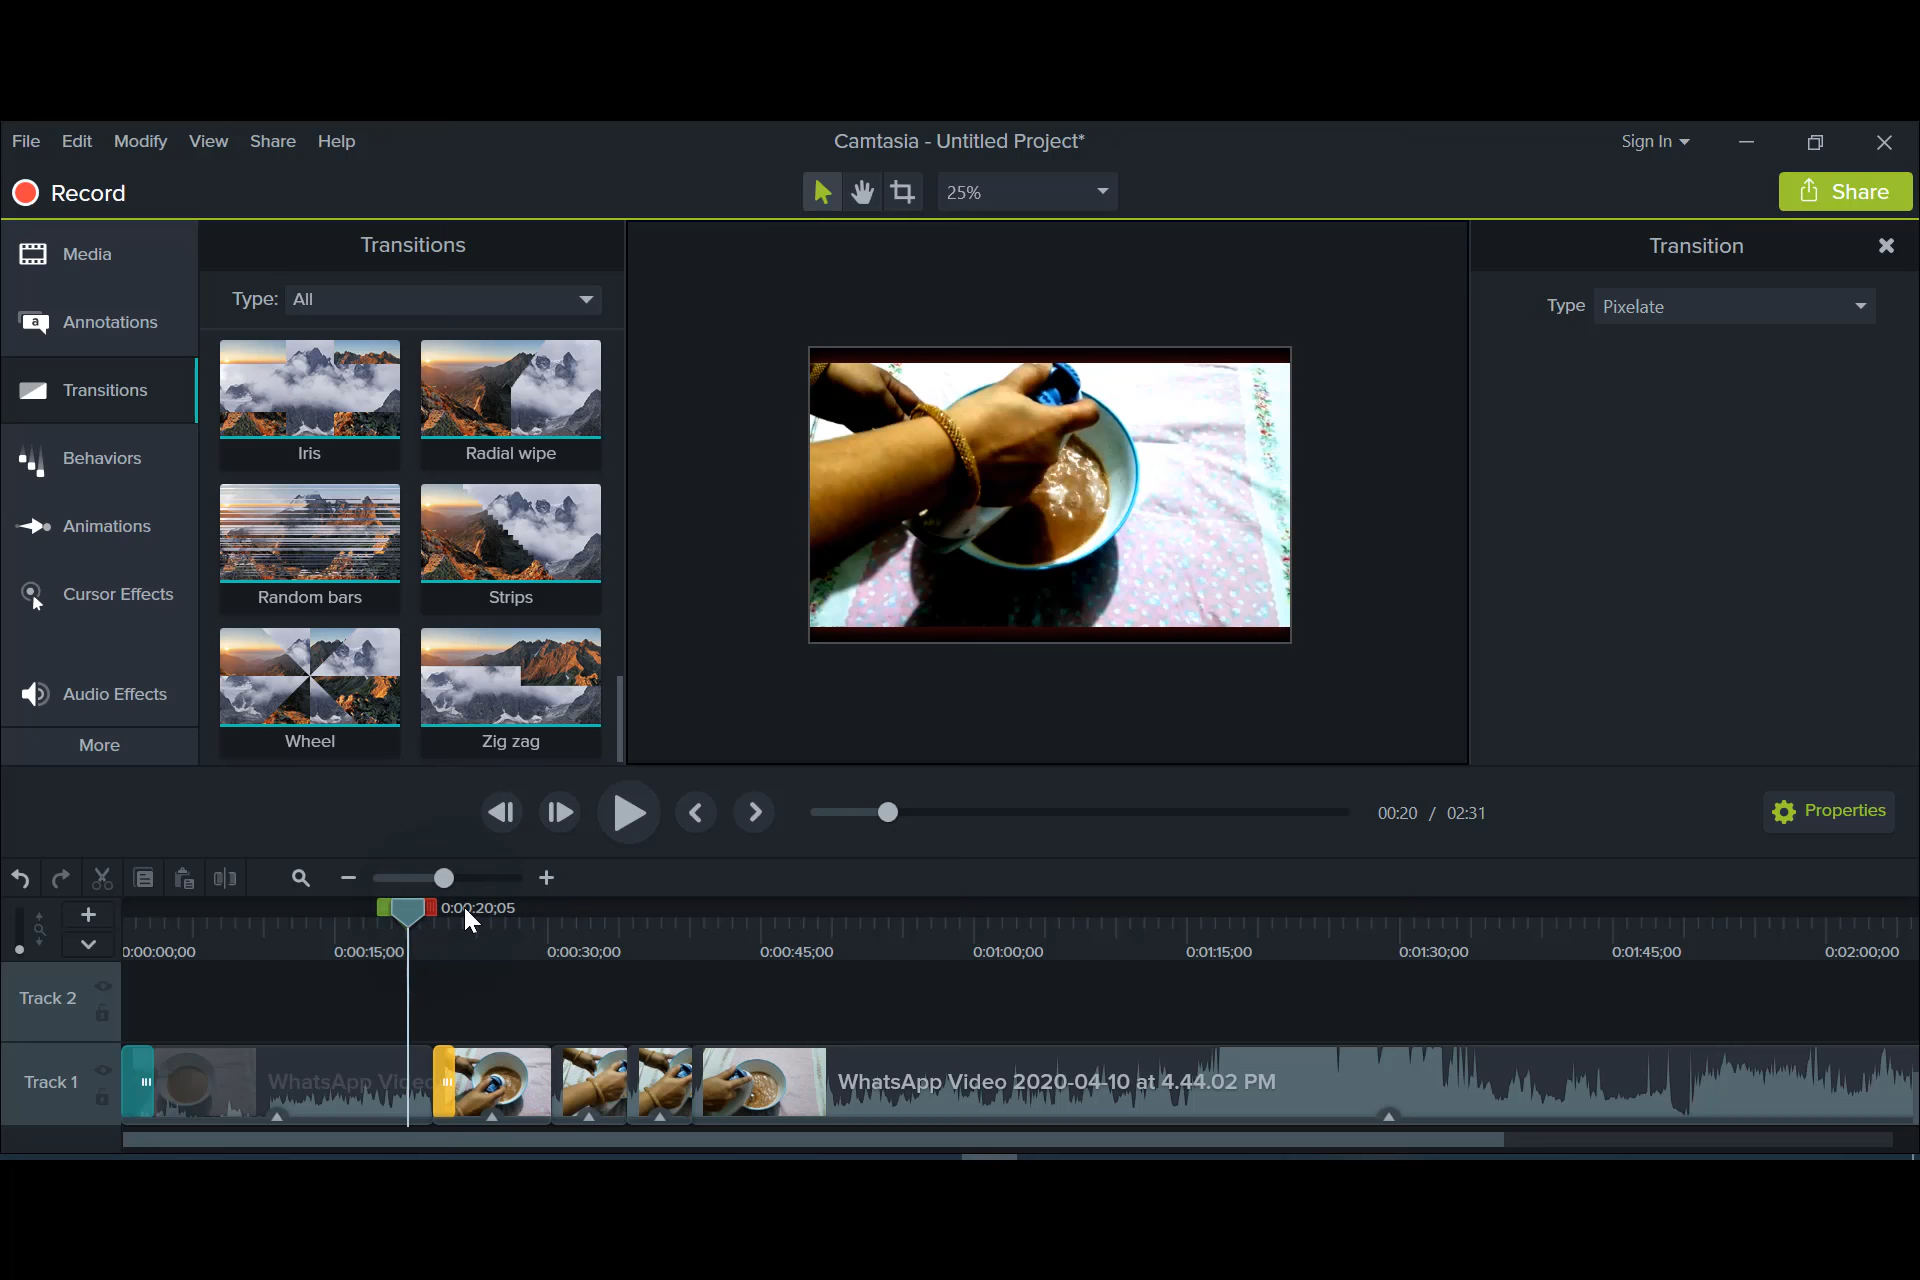 File Edit Modify View Share Help
Camtasia - Untitled Project*
Sign In
Record
25%
Share
Media
Annotations
Transitions
Behaviors
Animations
Cursor Effects
Audio Effects
More
Transitions
Type: All
Iris
Radial wipe
Random bars
Strips
Wheel
Zig zag
Transition
Type Pixelate
00:20 / 02:31
Properties
0:00:20;05
0:00:00;00 0:00:15;00 0:00:30;00 0:00:45;00 0:01:00;00 0:01:15;00 0:01:30;00 0:01:45;00 0:02:00;00
Track 2
Track 1
WhatsApp Video
WhatsApp Video 2020-04-10 at 4.44.02 PM